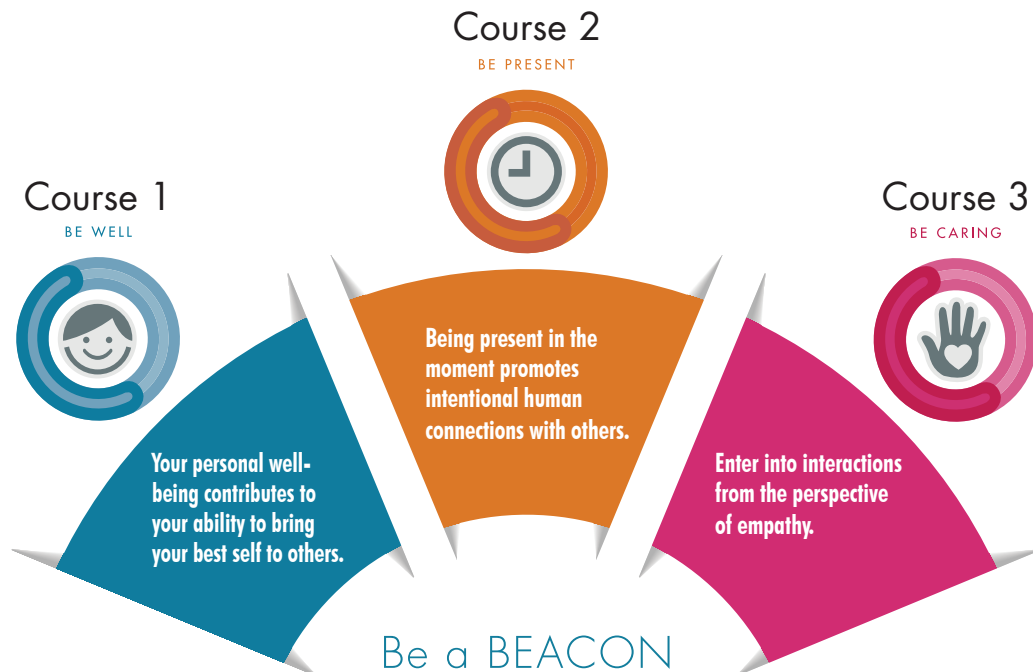 Course 1
BE WELL
Your personal well-
being contributes to
your ability to bring
your best self to others.
Course 2
BE PRESENT
Being present in the
moment promotes
intentional human
connections with others.
Course 3
BE CARING
Enter into interactions
from the perspective
of empathy.
Be a BEACON